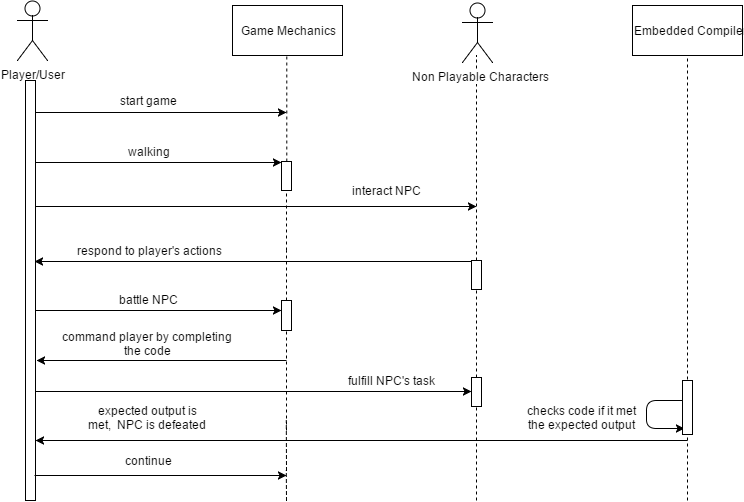 Game Mechanics
Embedded Compile
Player/User
Non Playable Characters
start game
walking
interact NPC
respond to player's actions
battle NPC
command player by completing
the code
fulfill NPC's task
expected output is
met, NPC is defeated
checks code if it met
the expected output
continue